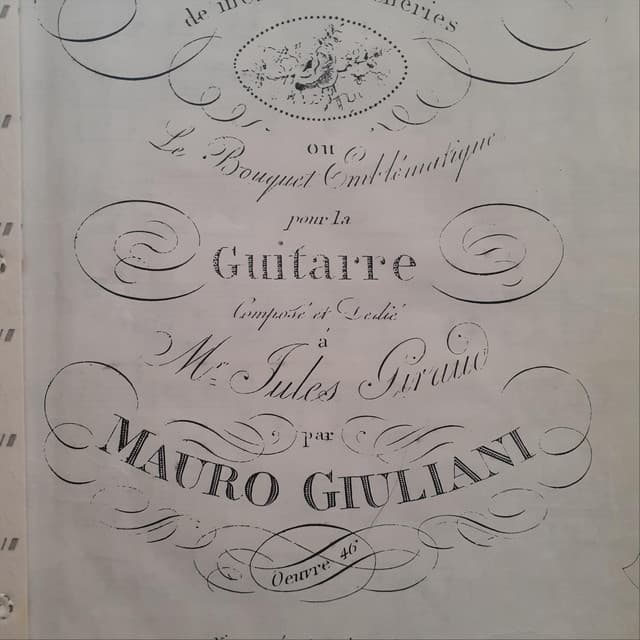 de
ou
Le Bouquet Emblématique
pour la
Guitarre
Composé et Dedié
à
Mr. Jules Giraud
par
MAURO GIULIANI
Oeuvre 46